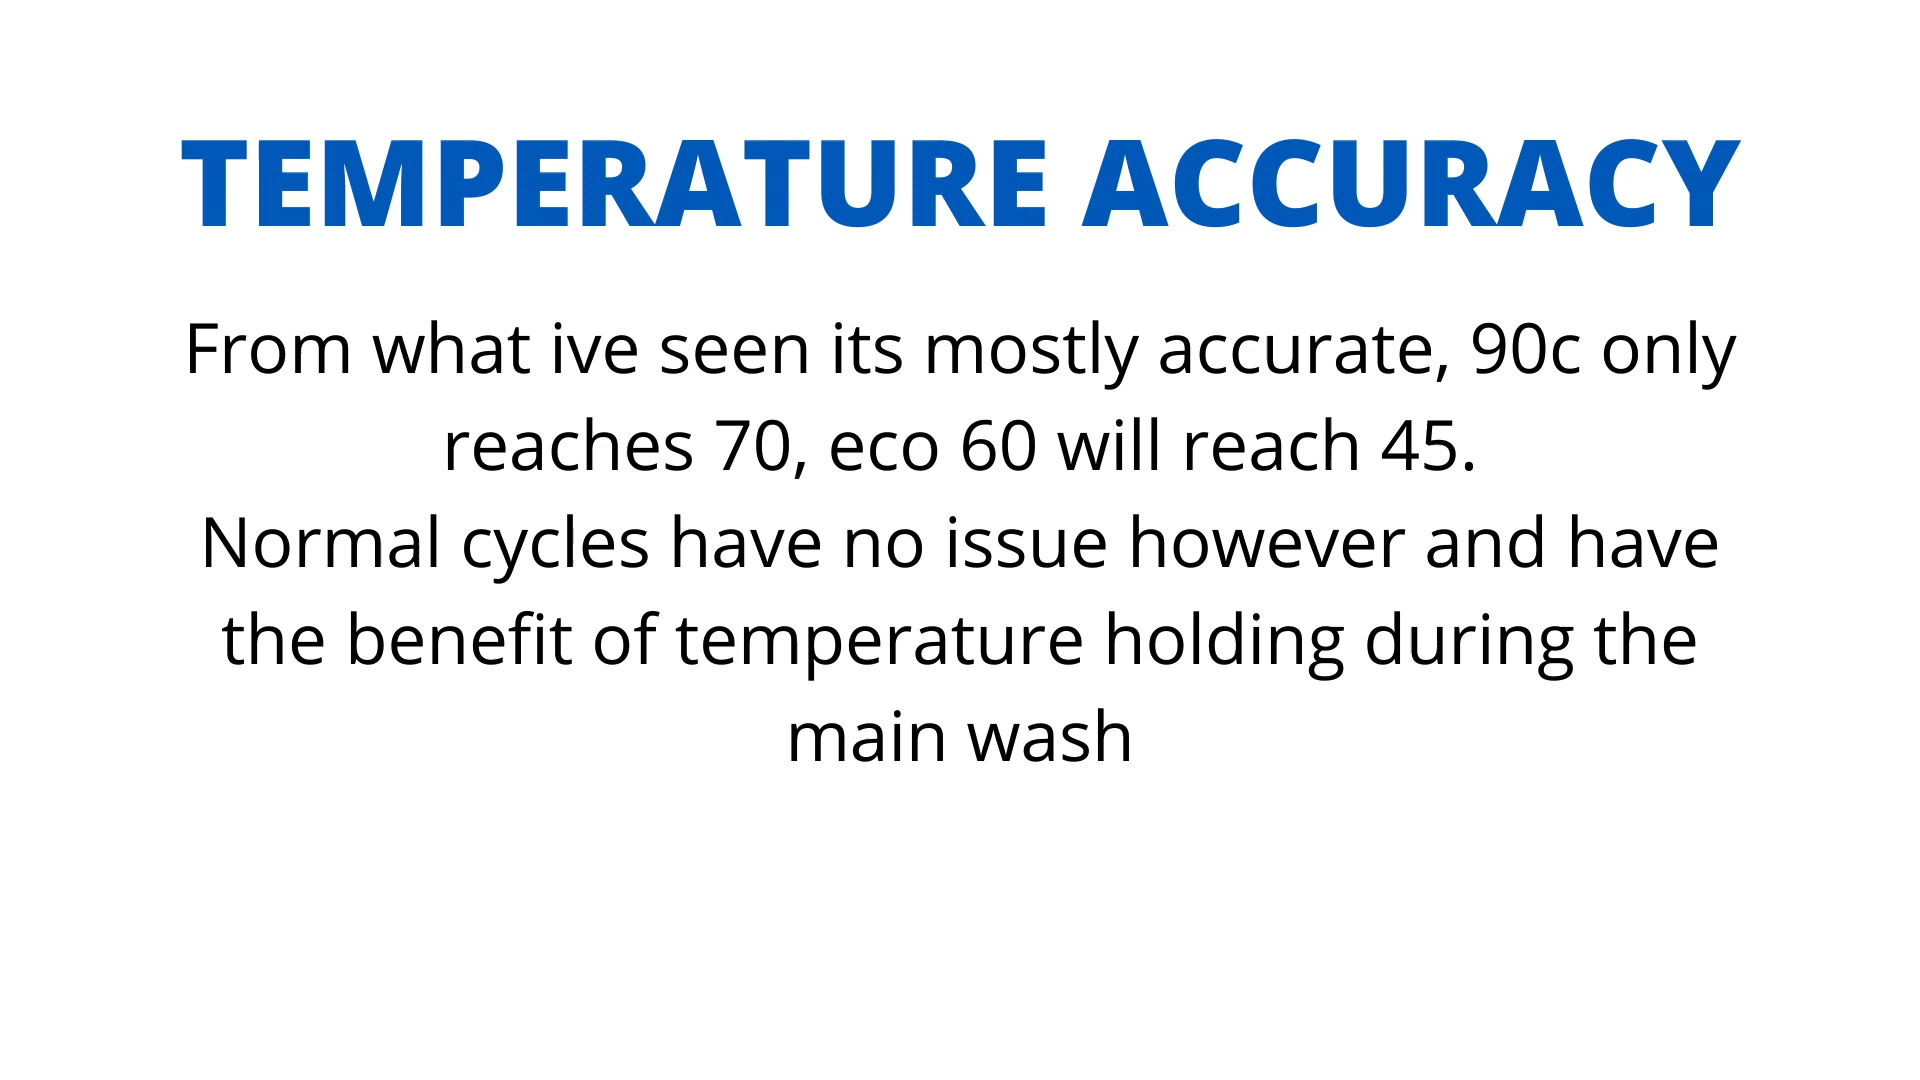 TEMPERATURE ACCURACY
From what ive seen its mostly accurate, 90c only
reaches 70, eco 60 will reach 45.
Normal cycles have no issue however and have
the benefit of temperature holding during the
main wash